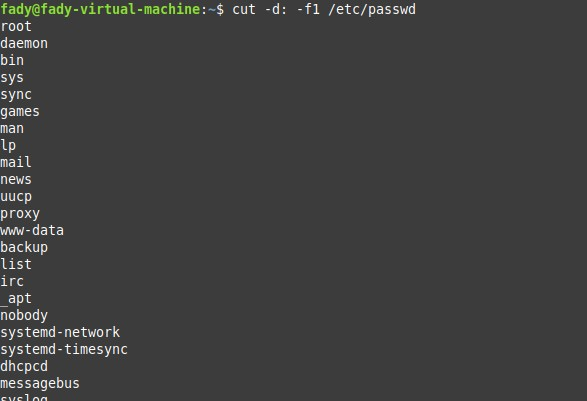 fady@fady-virtual-machine:~$ cut -d: -f1 /etc/passwd
root
daemon
bin
sys
sync
games
man
lp
mail
news
uucp
proxy
www-data
backup
list
irc
_apt
nobody
systemd-network
systemd-timesync
dhcpcd
messagebus
syslog